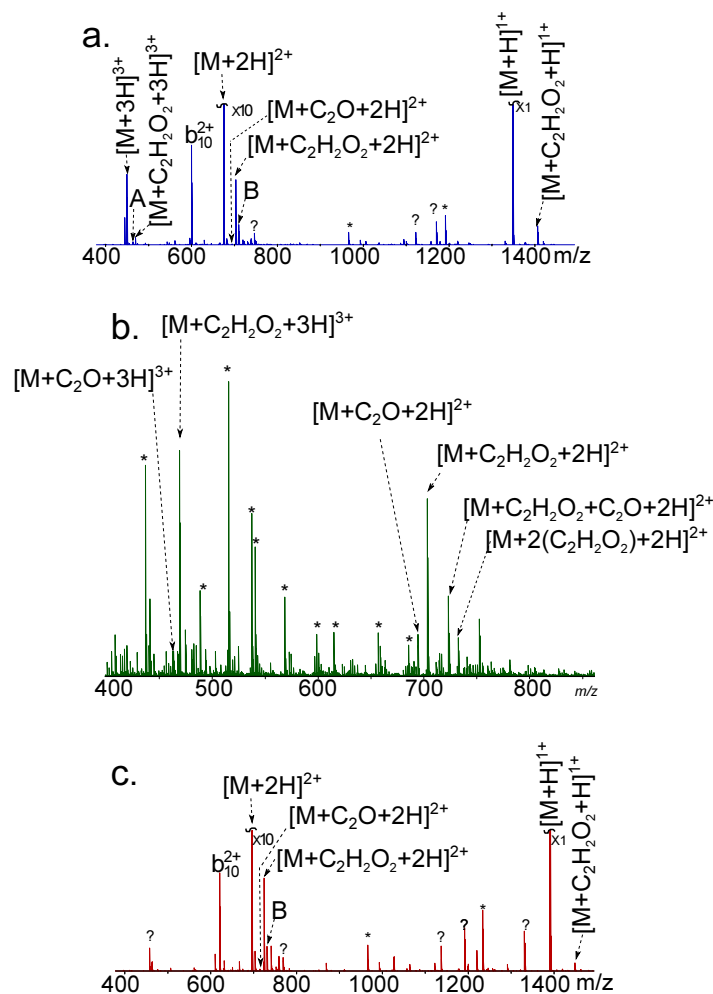 a.
[M+3H]³⁺
[M+C₂H₂O₂+3H]³⁺
[M+2H]²⁺
[M+H]¹⁺
[M+C₂H₂O₂+H]¹⁺
X10
[M+C₂O+2H]²⁺
X1
b₁₀²⁺
[M+C₂H₂O₂+2H]²⁺
A
B
?
*
?
?
*
400 600 800 1000 1200 1400 m/z
b.
[M+C₂H₂O₂+3H]³⁺
[M+C₂O+3H]³⁺
*
[M+C₂O+2H]²⁺
*
[M+C₂H₂O₂+2H]²⁺
[M+C₂H₂O₂+C₂O+2H]²⁺
*
[M+2(C₂H₂O₂)+2H]²⁺
*
*
*
*
*
*
*
400 500 600 700 800 m/z
c.
[M+2H]²⁺
[M+H]¹⁺
[M+C₂H₂O₂+H]¹⁺
[M+C₂O+2H]²⁺
X10
X1
[M+C₂H₂O₂+2H]²⁺
b₁₀²⁺
B
?
?
*
?
?
*
?
400 600 800 1000 1200 1400 m/z